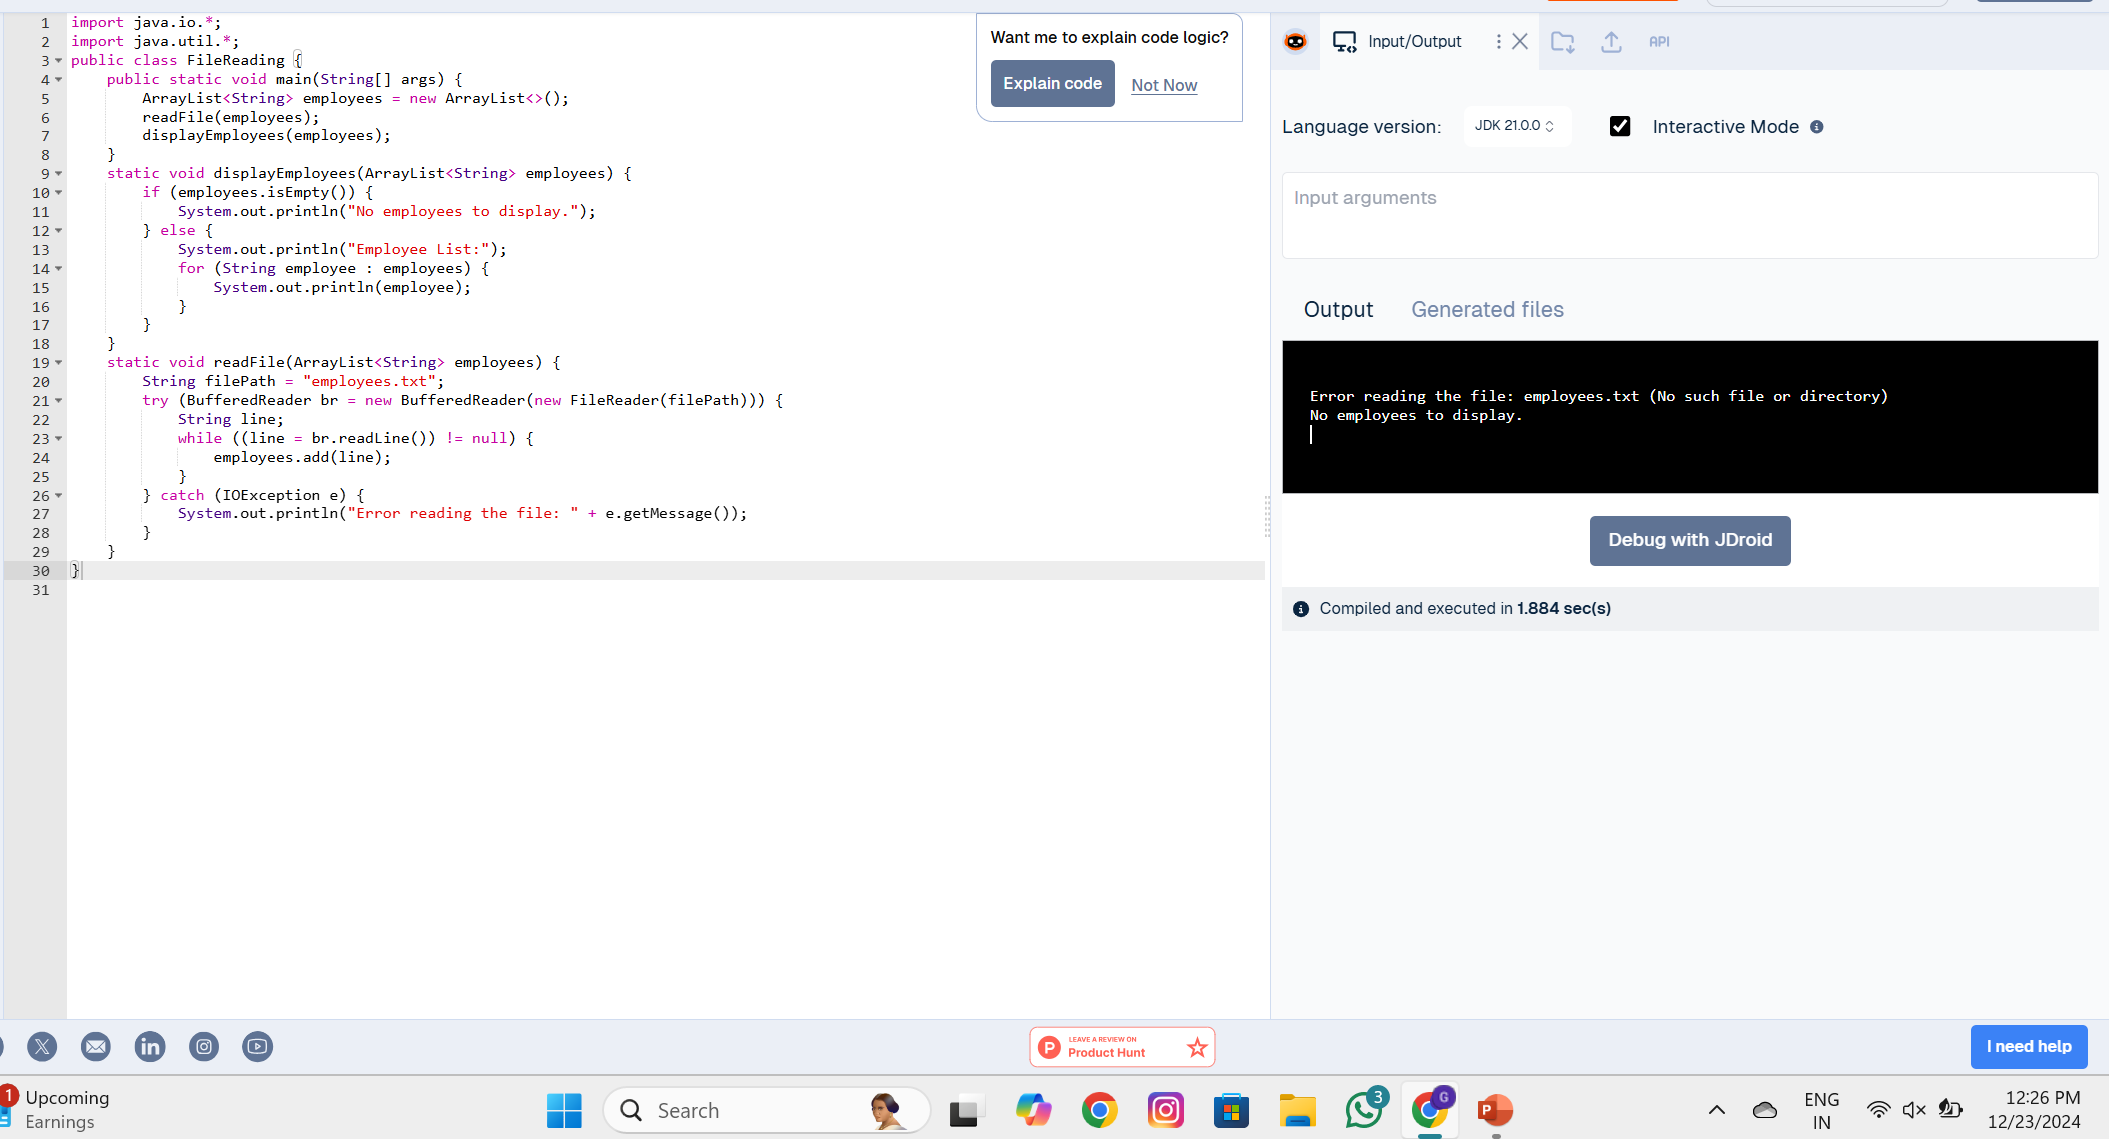 1 import java.io.*;
2 import java.util.*;
3 public class FileReading {
4     public static void main(String[] args) {
5         ArrayList<String> employees = new ArrayList<>();
6         readFile(employees);
7         displayEmployees(employees);
8     }
9     static void displayEmployees(ArrayList<String> employees) {
10         if (employees.isEmpty()) {
11             System.out.println("No employees to display.");
12         } else {
13             System.out.println("Employee List:");
14             for (String employee : employees) {
15                 System.out.println(employee);
16             }
17         }
18     }
19     static void readFile(ArrayList<String> employees) {
20         String filePath = "employees.txt";
21         try (BufferedReader br = new BufferedReader(new FileReader(filePath))) {
22             String line;
23             while ((line = br.readLine()) != null) {
24                 employees.add(line);
25             }
26         } catch (IOException e) {
27             System.out.println("Error reading the file: " + e.getMessage());
28         }
29     }
30 }
31
Want me to explain code logic?
Explain code Not Now
Input/Output API
Language version: JDK 21.0.0 Interactive Mode
Input arguments
Output Generated files
Error reading the file: employees.txt (No such file or directory)
No employees to display.
Debug with JDroid
Compiled and executed in 1.884 sec(s)
P LEAVE A REVIEW ON
Product Hunt
I need help
1 Upcoming
Earnings
Search
3
G
P
ENG
IN
12:26 PM
12/23/2024